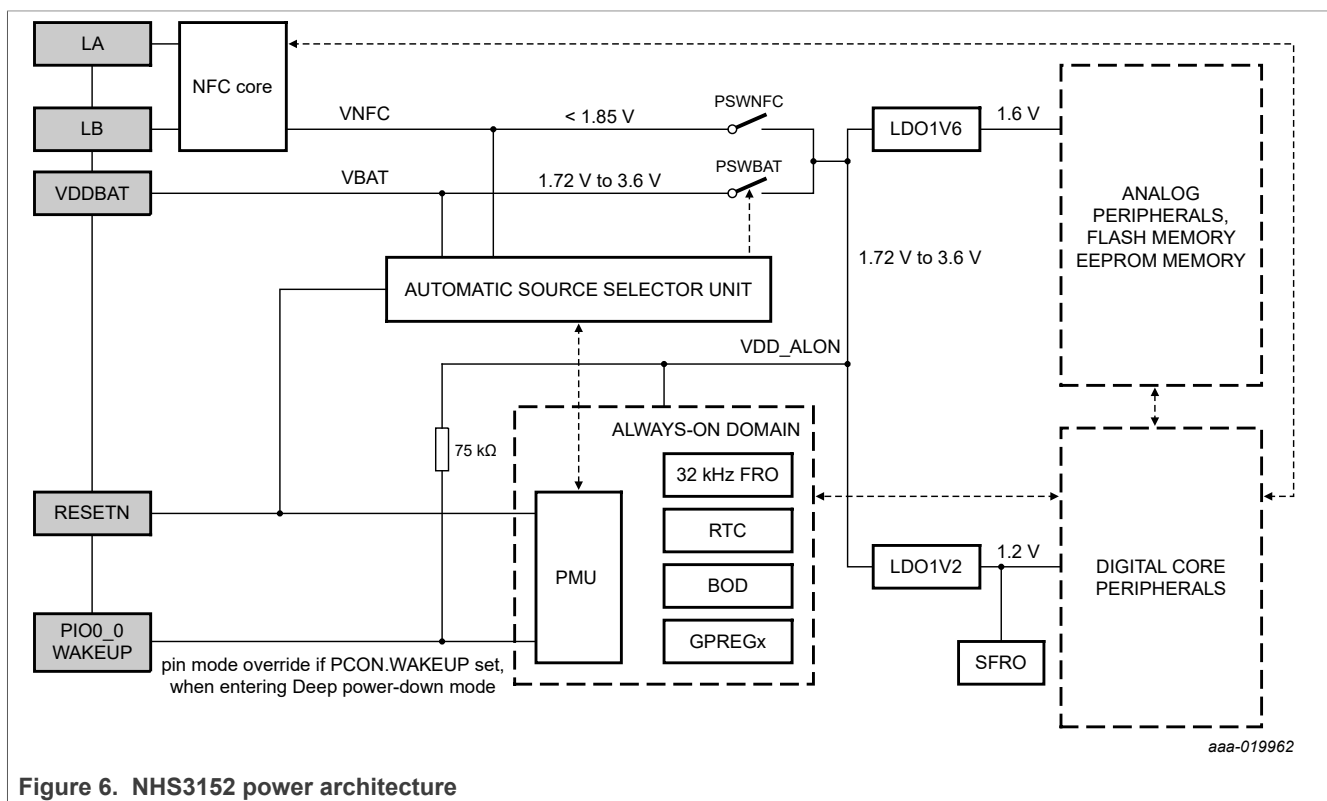 LA
NFC core
LB
VNFC
< 1.85 V
PSWNFC
LDO1V6
1.6 V
VDDBAT
VBAT
1.72 V to 3.6 V
PSWBAT
ANALOG
PERIPHERALS,
FLASH MEMORY
EEPROM MEMORY
1.72 V to 3.6 V
AUTOMATIC SOURCE SELECTOR UNIT
VDD_ALON
75 kΩ
ALWAYS-ON DOMAIN
32 kHz FRO
RTC
BOD
GPREGx
PMU
RESETN
PIO0_0
WAKEUP
pin mode override if PCON.WAKEUP set,
when entering Deep power-down mode
LDO1V2
1.2 V
SFRO
DIGITAL CORE
PERIPHERALS
aaa-019962
Figure 6. NHS3152 power architecture